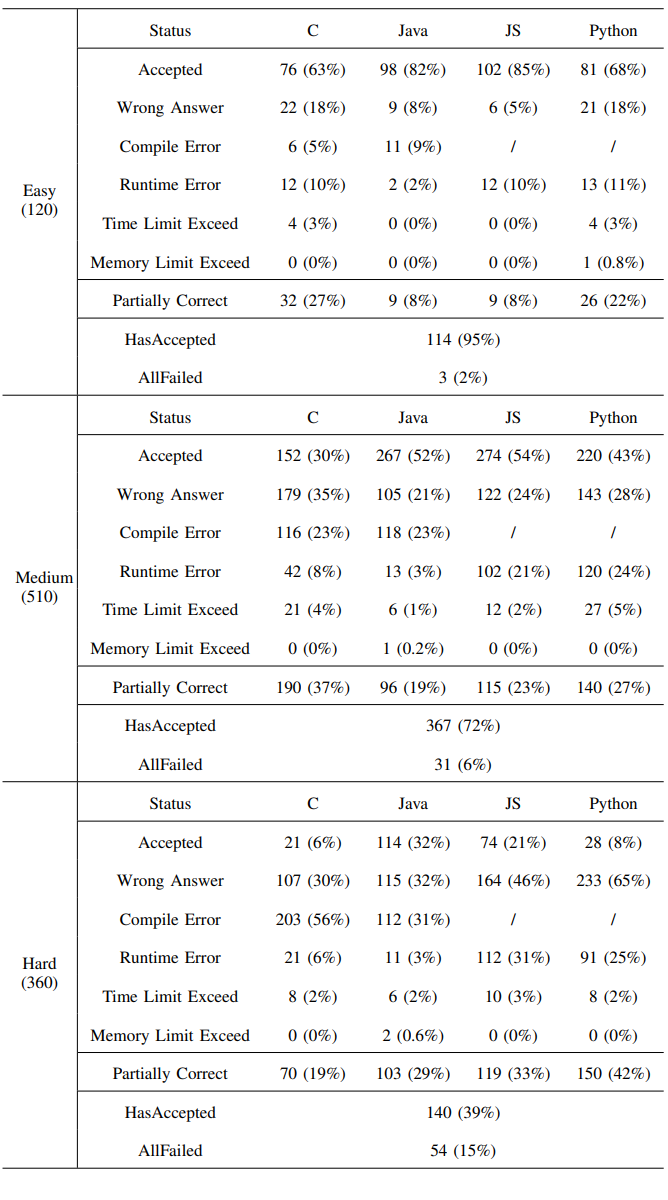 Status C Java JS Python
Accepted 76 (63%) 98 (82%) 102 (85%) 81 (68%)
Wrong Answer 22 (18%) 9 (8%) 6 (5%) 21 (18%)
Compile Error 6 (5%) 11 (9%) / /
Runtime Error 12 (10%) 2 (2%) 12 (10%) 13 (11%)
Easy
(120)
Time Limit Exceed 4 (3%) 0 (0%) 0 (0%) 4 (3%)
Memory Limit Exceed 0 (0%) 0 (0%) 0 (0%) 1 (0.8%)
Partially Correct 32 (27%) 9 (8%) 9 (8%) 26 (22%)
HasAccepted 114 (95%)
AllFailed 3 (2%)
Status C Java JS Python
Accepted 152 (30%) 267 (52%) 274 (54%) 220 (43%)
Wrong Answer 179 (35%) 105 (21%) 122 (24%) 143 (28%)
Compile Error 116 (23%) 118 (23%) / /
Runtime Error 42 (8%) 13 (3%) 102 (21%) 120 (24%)
Medium
(510)
Time Limit Exceed 21 (4%) 6 (1%) 12 (2%) 27 (5%)
Memory Limit Exceed 0 (0%) 1 (0.2%) 0 (0%) 0 (0%)
Partially Correct 190 (37%) 96 (19%) 115 (23%) 140 (27%)
HasAccepted 367 (72%)
AllFailed 31 (6%)
Status C Java JS Python
Accepted 21 (6%) 114 (32%) 74 (21%) 28 (8%)
Wrong Answer 107 (30%) 115 (32%) 164 (46%) 233 (65%)
Compile Error 203 (56%) 112 (31%) / /
Runtime Error 21 (6%) 11 (3%) 112 (31%) 91 (25%)
Hard
(360)
Time Limit Exceed 8 (2%) 6 (2%) 10 (3%) 8 (2%)
Memory Limit Exceed 0 (0%) 2 (0.6%) 0 (0%) 0 (0%)
Partially Correct 70 (19%) 103 (29%) 119 (33%) 150 (42%)
HasAccepted 140 (39%)
AllFailed 54 (15%)